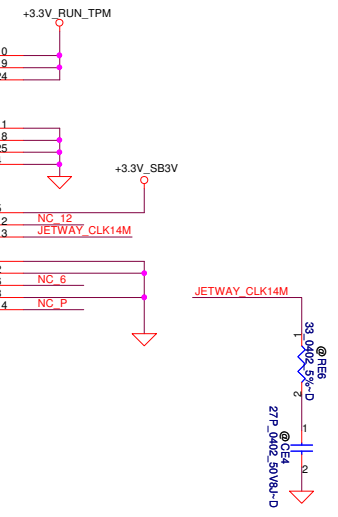 +3.3V_RUN_TPM
0
9
24
1
8
25
+3.3V_SB3V
2 NC_12
3 JETWAY_CLK14M
NC_6
4 NC_P
JETWAY_CLK14M
1
@RE6
33_0402_5%~D
2
1
@CE4
27P_0402_50V8J~D
2